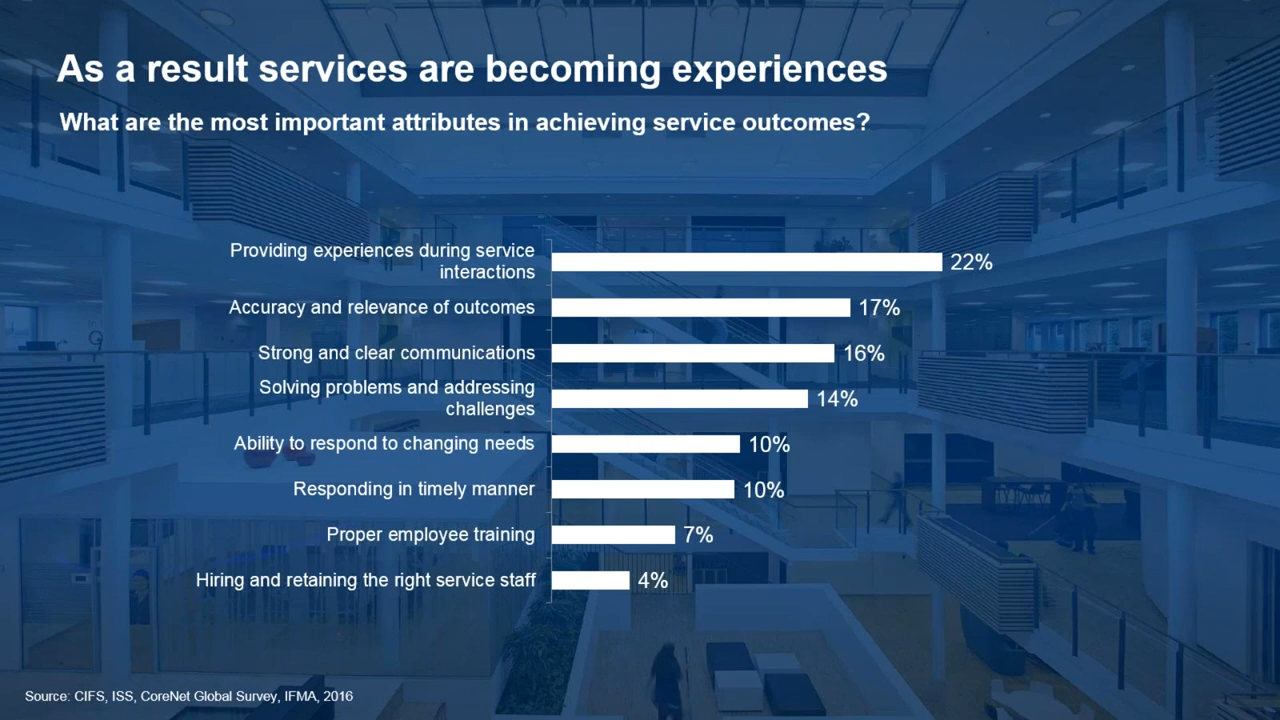 As a result services are becoming experiences
What are the most important attributes in achieving service outcomes?
Providing experiences during service
interactions
22%
Accuracy and relevance of outcomes
17%
Strong and clear communications
16%
Solving problems and addressing
challenges
14%
Ability to respond to changing needs
10%
Responding in timely manner
10%
Proper employee training
7%
Hiring and retaining the right service staff
4%
Source: CIFS, ISS, CoreNet Global Survey, IFMA, 2016